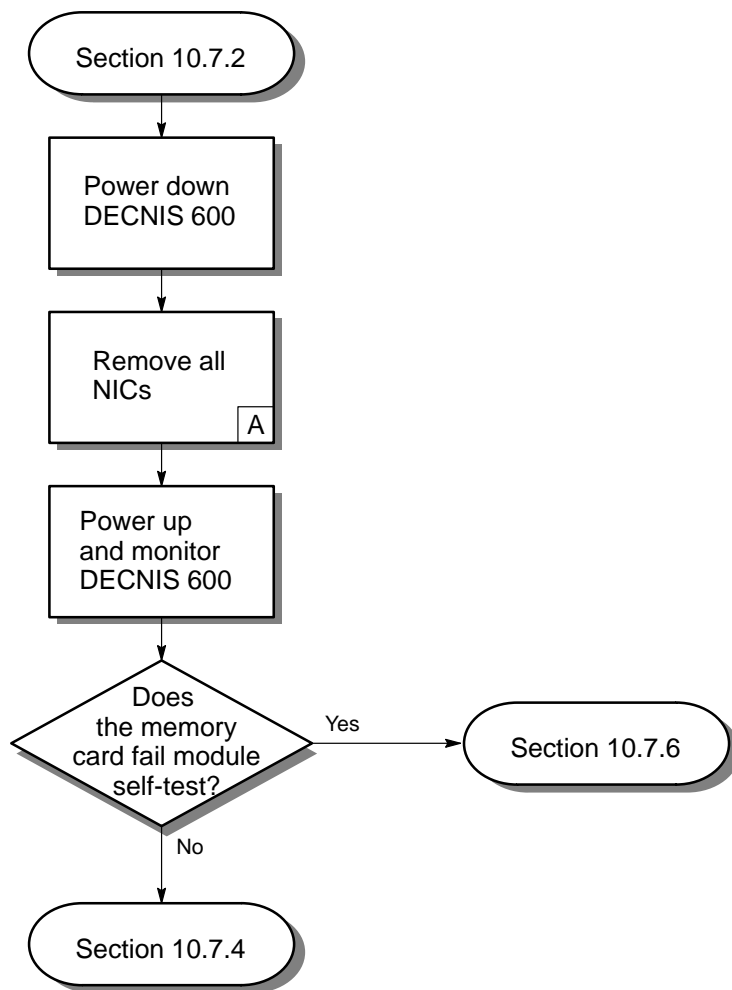 Section 10.7.2
Power down
DECNIS 600
Remove all
NICs
A
Power up
and monitor
DECNIS 600
Does
the memory
card fail module
self-test?
Yes
Section 10.7.6
No
Section 10.7.4